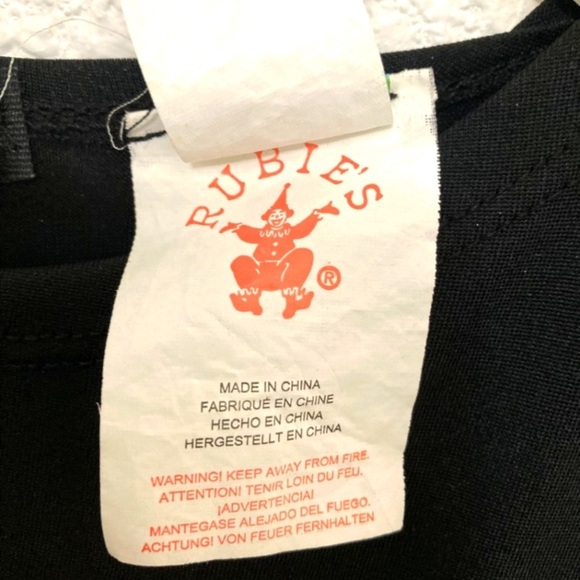 RUBIE'S
®
MADE IN CHINA
FABRIQUÉ EN CHINE
HECHO EN CHINA
HERGESTELLT EN CHINA
WARNING! KEEP AWAY FROM FIRE.
ATTENTION! TENIR LOIN DU FEU.
¡ADVERTENCIA!
MANTEGASE ALEJADO DEL FUEGO.
ACHTUNG! VON FEUER FERNHALTEN